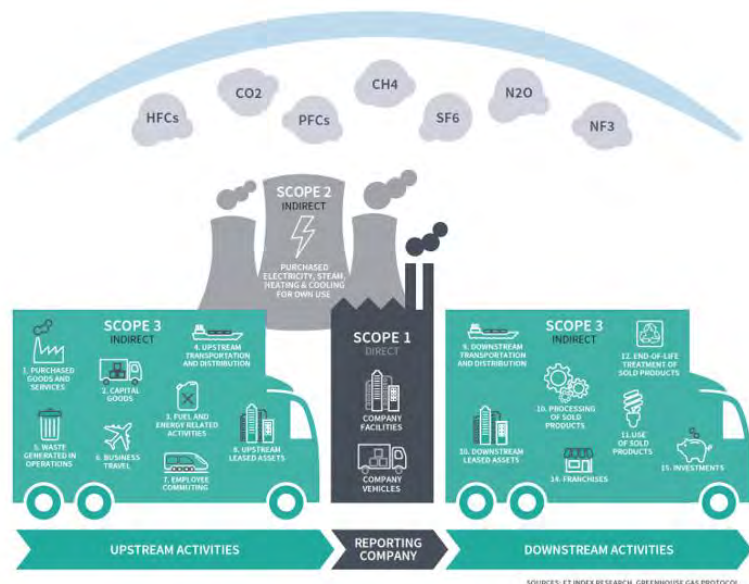 HFCs
CO2
PFCs
CH4
SF6
N2O
NF3
SCOPE 2
INDIRECT
PURCHASED
ELECTRICITY, STEAM,
HEATING & COOLING
FOR OWN USE
SCOPE 3
INDIRECT
1. PURCHASED
GOODS AND
SERVICES
2. CAPITAL
GOODS
3. FUEL AND
ENERGY RELATED
ACTIVITIES
4. UPSTREAM
TRANSPORTATION
AND DISTRIBUTION
5. WASTE
GENERATED IN
OPERATIONS
6. BUSINESS
TRAVEL
7. EMPLOYEE
COMMUTING
8. UPSTREAM
LEASED ASSETS
SCOPE 1
DIRECT
COMPANY
FACILITIES
COMPANY
VEHICLES
SCOPE 3
INDIRECT
9. DOWNSTREAM
TRANSPORTATION
AND DISTRIBUTION
10. PROCESSING
OF SOLD
PRODUCTS
11. USE
OF SOLD
PRODUCTS
12. END-OF-LIFE
TREATMENT OF
SOLD PRODUCTS
DOWNSTREAM
LEASED ASSETS
14. FRANCHISES
15. INVESTMENTS
UPSTREAM ACTIVITIES
REPORTING
COMPANY
DOWNSTREAM ACTIVITIES
SOURCES: ET INDEX RESEARCH, GREENHOUSE GAS PROTOCOL